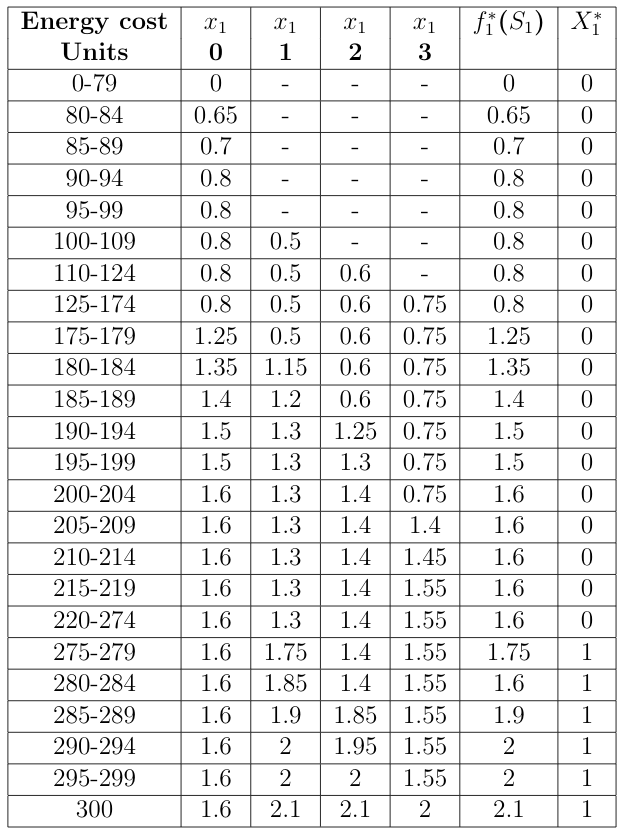 Energy cost x₁ x₁ x₁ x₁ f₁*(S₁) X₁*
Units 0 1 2 3
0-79 0 - - - 0 0
80-84 0.65 - - - 0.65 0
85-89 0.7 - - - 0.7 0
90-94 0.8 - - - 0.8 0
95-99 0.8 - - - 0.8 0
100-109 0.8 0.5 - - 0.8 0
110-124 0.8 0.5 0.6 - 0.8 0
125-174 0.8 0.5 0.6 0.75 0.8 0
175-179 1.25 0.5 0.6 0.75 1.25 0
180-184 1.35 1.15 0.6 0.75 1.35 0
185-189 1.4 1.2 0.6 0.75 1.4 0
190-194 1.5 1.3 1.25 0.75 1.5 0
195-199 1.5 1.3 1.3 0.75 1.5 0
200-204 1.6 1.3 1.4 0.75 1.6 0
205-209 1.6 1.3 1.4 1.4 1.6 0
210-214 1.6 1.3 1.4 1.45 1.6 0
215-219 1.6 1.3 1.4 1.55 1.6 0
220-274 1.6 1.3 1.4 1.55 1.6 0
275-279 1.6 1.75 1.4 1.55 1.75 1
280-284 1.6 1.85 1.4 1.55 1.6 1
285-289 1.6 1.9 1.85 1.55 1.9 1
290-294 1.6 2 1.95 1.55 2 1
295-299 1.6 2 2 1.55 2 1
300 1.6 2.1 2.1 2 2.1 1